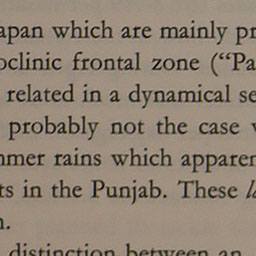 apan which are mainly pr
oclinic frontal zone (“Pa
related in a dynamical se
probably not the case
nmer rains which apparen
ts in the Punjab. These
n.
distinction between an